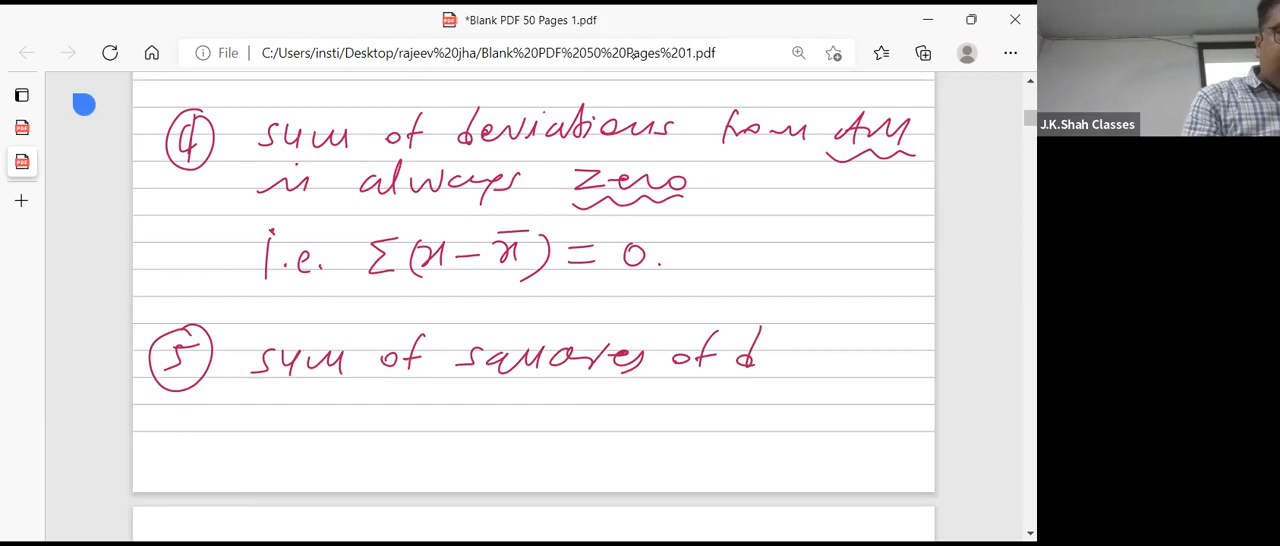 *Blank PDF 50 Pages 1.pdf
File C:/Users/insti/Desktop/rajeev%20jha/Blank%20PDF%2050%20Pages%201.pdf
J.K.Shah Classes
④ sum of deviations from AM
is always zero
i.e. Σ(x - x̄) = 0.
⑤ sum of squares of d